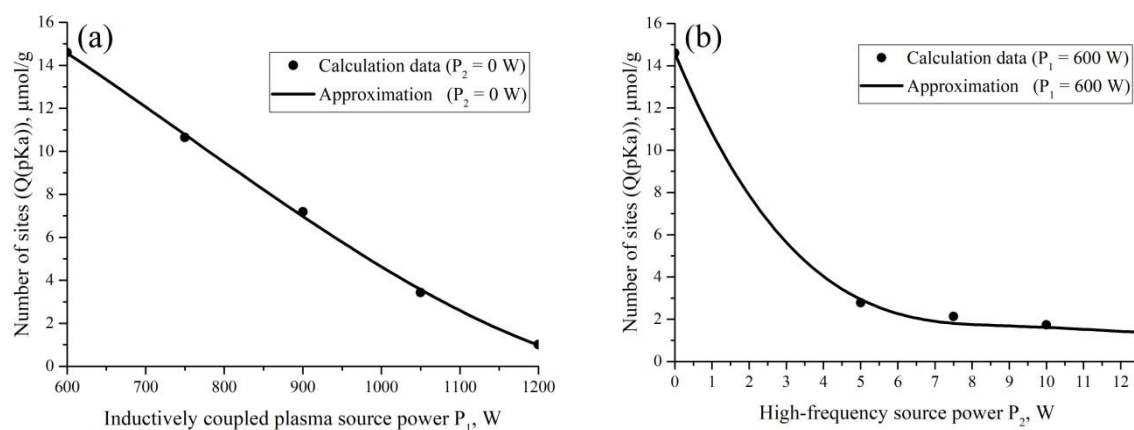 (a)
Calculation data (P₂ = 0 W)
Approximation (P₂ = 0 W)
Number of sites (Q(pKa)), μmol/g
16
14
12
10
8
6
4
2
0
600 700 800 900 1000 1100 1200
Inductively coupled plasma source power P₁, W
(b)
Calculation data (P₁ = 600 W)
Approximation (P₁ = 600 W)
Number of sites (Q(pKa)), μmol/g
16
14
12
10
8
6
4
2
0
0 1 2 3 4 5 6 7 8 9 10 11 12
High-frequency source power P₂, W